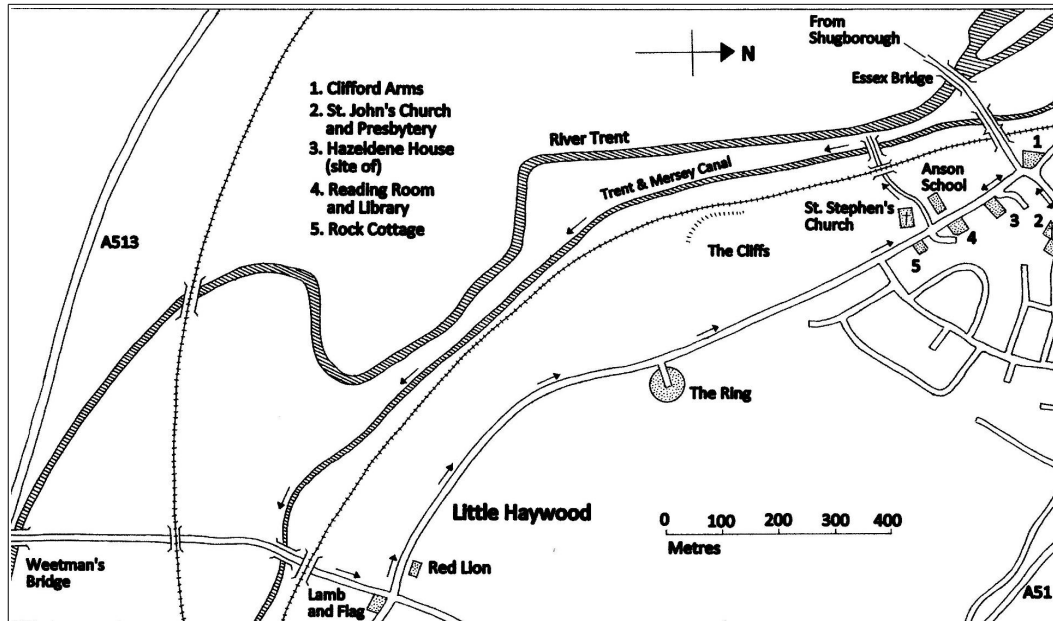 From
Shugborough
Essex Bridge
N
1. Clifford Arms
2. St. John's Church
and Presbytery
3. Hazeldene House
(site of)
4. Reading Room
and Library
5. Rock Cottage
River Trent
Trent & Mersey Canal
Anson
School
St. Stephen's
Church
1
2
3
4
5
The Cliffs
A513
The Ring
Little Haywood
0 100 200 300 400
Metres
Weetman's
Bridge
Lamb
and Flag
Red Lion
A51